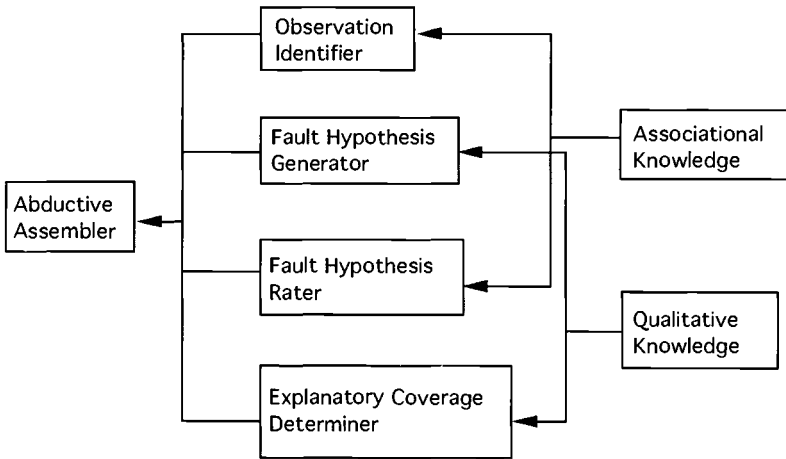 Observation
Identifier
Fault Hypothesis
Generator
Associational
Knowledge
Abductive
Assembler
Fault Hypothesis
Rater
Qualitative
Knowledge
Explanatory Coverage
Determiner